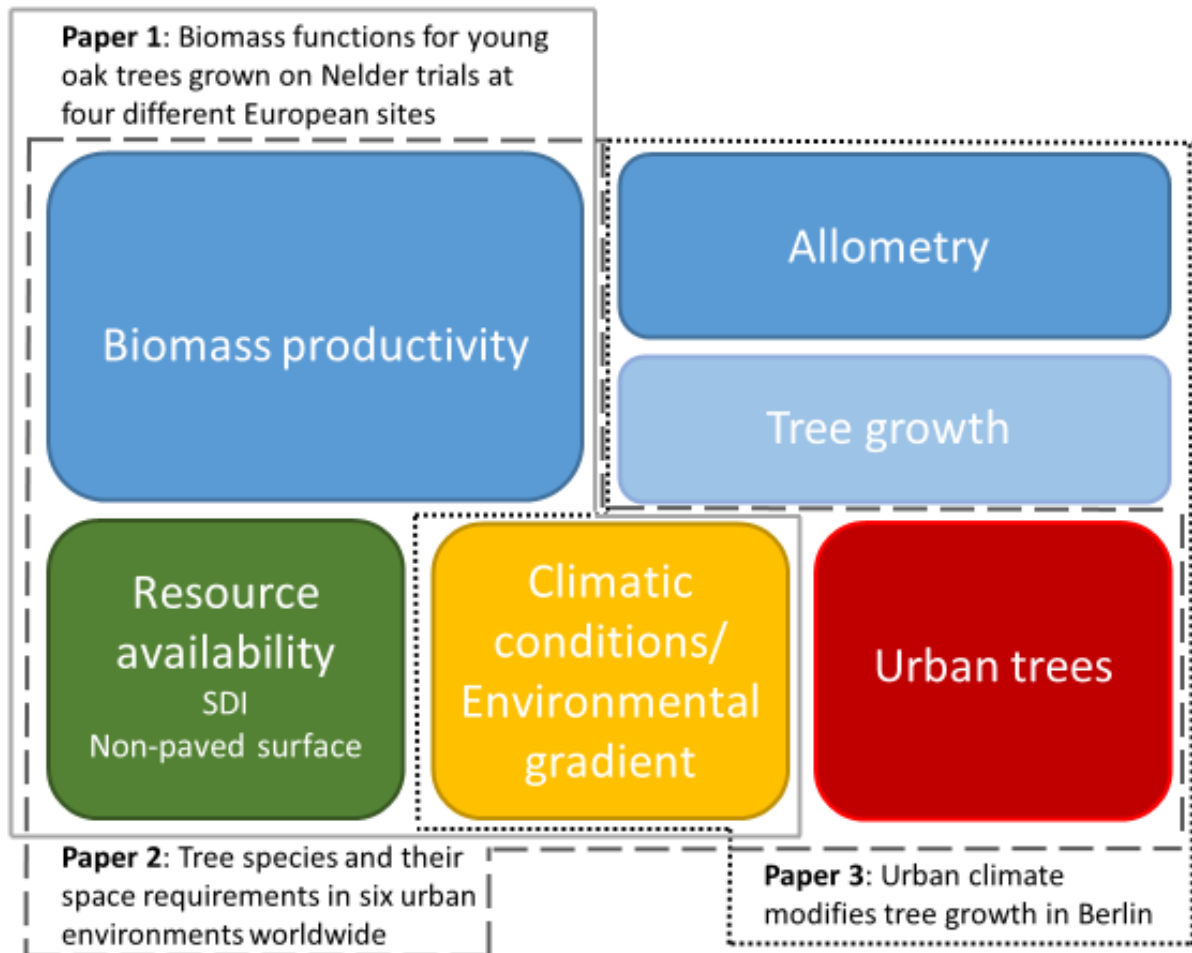 Paper 1: Biomass functions for young
oak trees grown on Nelder trials at
four different European sites
Biomass productivity
Allometry
Tree growth
Resource
availability
SDI
Non-paved surface
Climatic
conditions/
Environmental
gradient
Urban trees
Paper 2: Tree species and their
space requirements in six urban
environments worldwide
Paper 3: Urban climate
modifies tree growth in Berlin